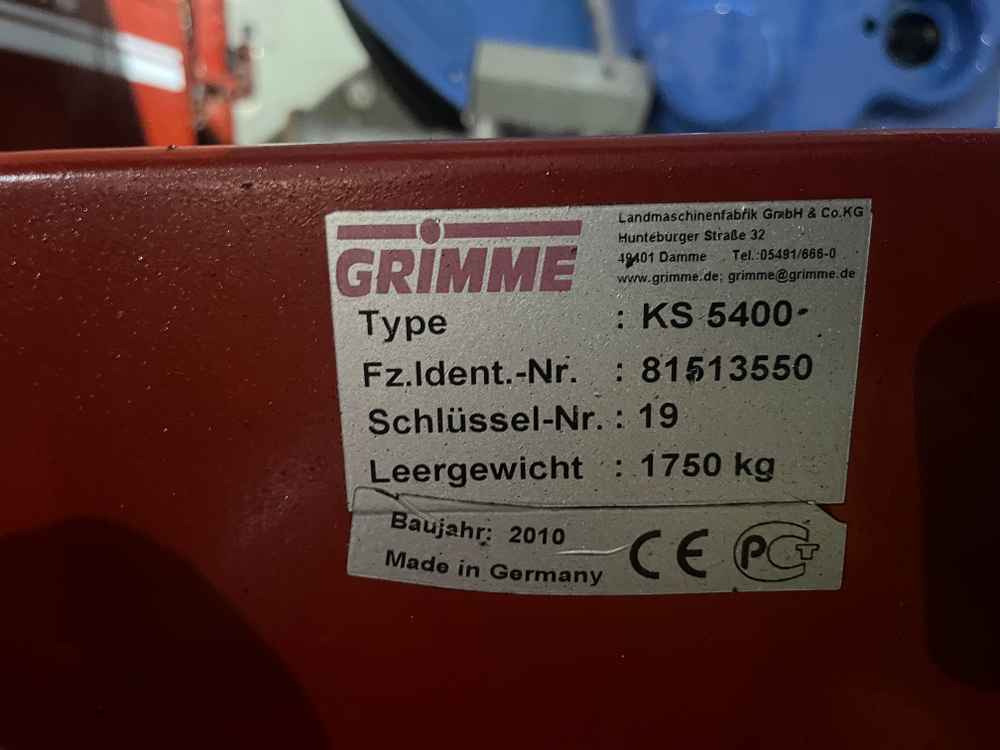 GRIMME
Landmaschinenfabrik GmbH & Co.KG
Hunteburger Straße 32
49401 Damme Tel.:05491/666-0
www.grimme.de; grimme@grimme.de
Type : KS 5400-
Fz.Ident.-Nr. : 81513550
Schlüssel-Nr. : 19
Leergewicht : 1750 kg
Baujahr: 2010
Made in Germany
CE PCT